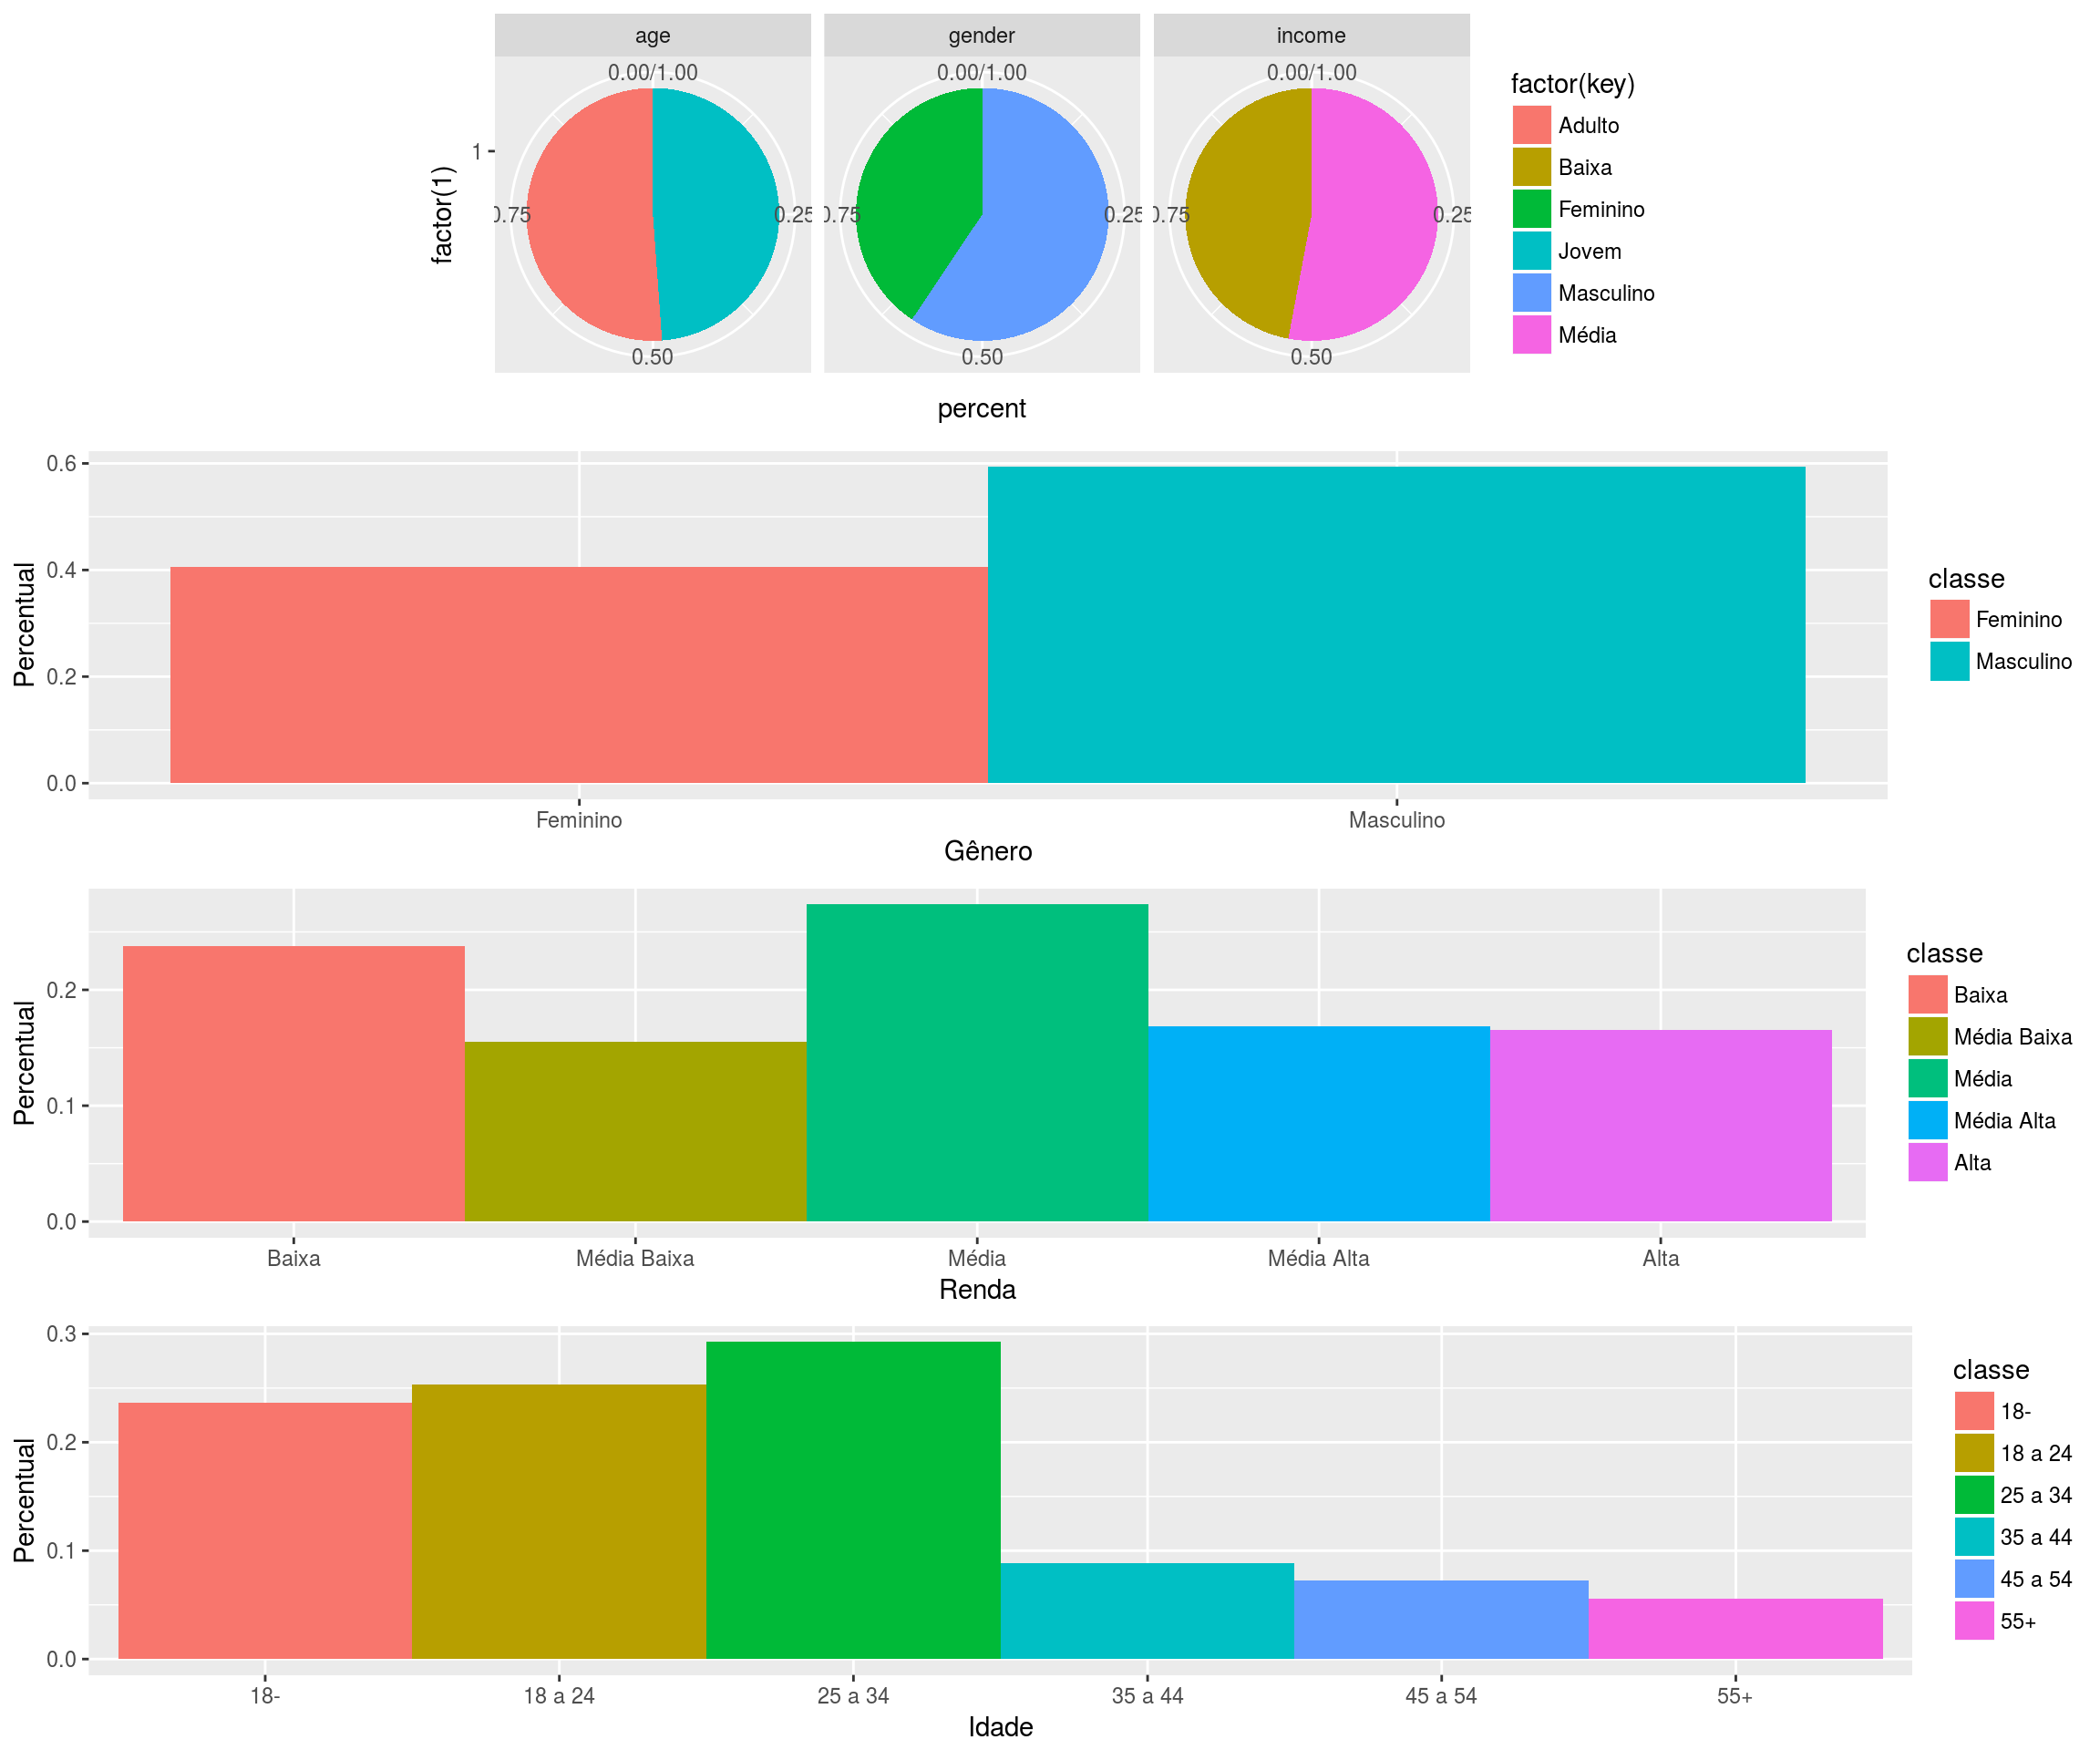 age gender income
0.00/1.00 0.00/1.00 0.00/1.00
factor(key)
Adulto
Baixa
Feminino
Jovem
Masculino
Média
factor(1)
1
0.75 0.25 0.75 0.25 0.75 0.25
0.50 0.50 0.50
percent
Percentual
0.6
0.4
0.2
0.0
Feminino Masculino
Gênero
classe
Feminino
Masculino
Percentual
0.2
0.1
0.0
Baixa Média Baixa Média Média Alta Alta
Renda
classe
Baixa
Média Baixa
Média
Média Alta
Alta
Percentual
0.3
0.2
0.1
0.0
18- 18 a 24 25 a 34 35 a 44 45 a 54 55+
Idade
classe
18-
18 a 24
25 a 34
35 a 44
45 a 54
55+